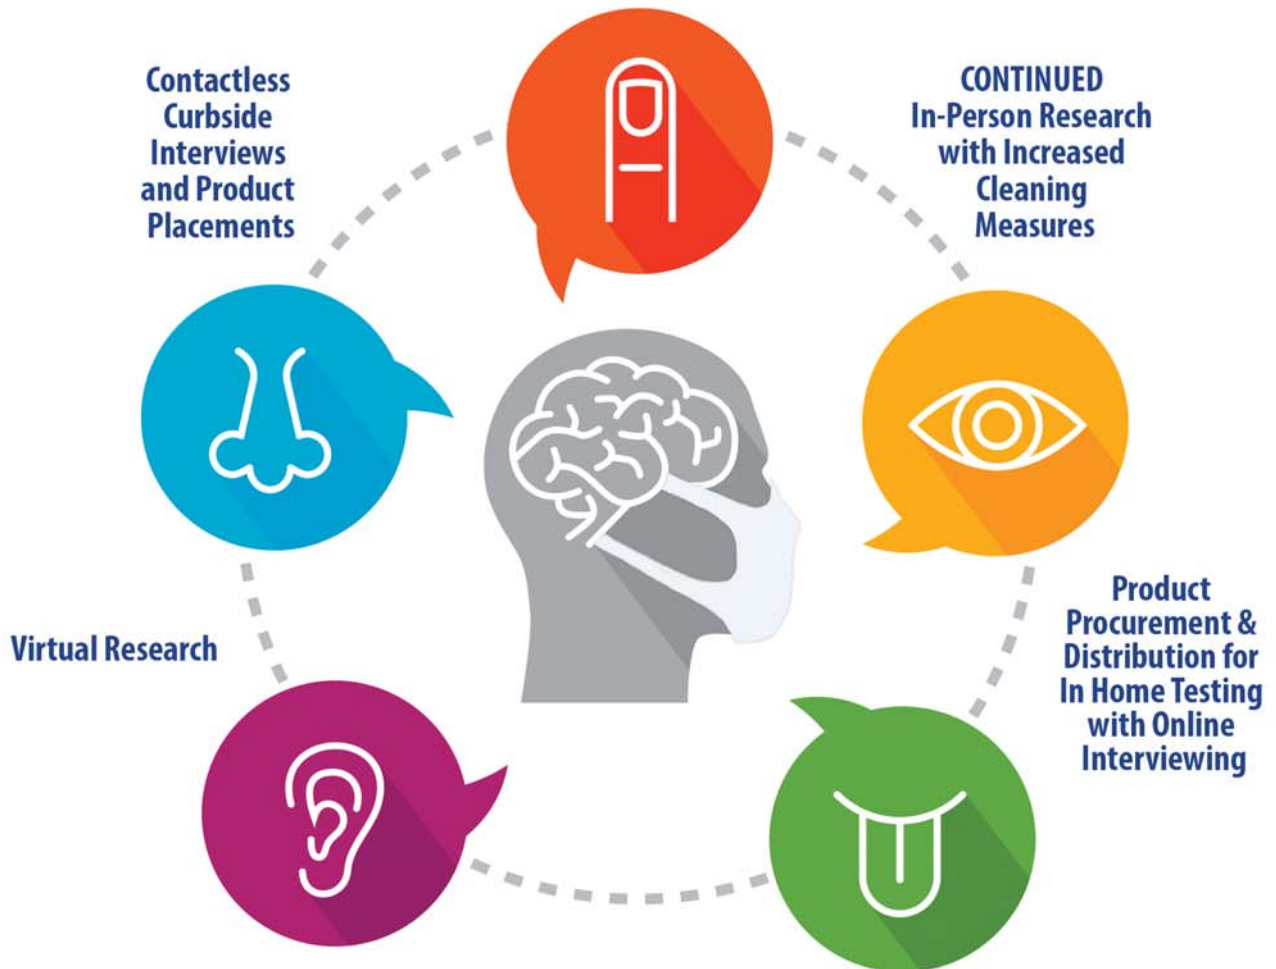 Contactless
Curbside
Interviews
and Product
Placements
CONTINUED
In-Person Research
with Increased
Cleaning
Measures
Product
Procurement &
Distribution for
In Home Testing
with Online
Interviewing
Virtual Research